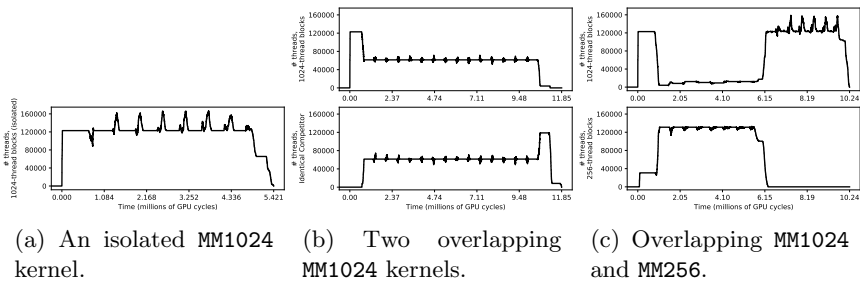 # threads,
1024-thread blocks (isolated)
160000
120000
80000
40000
0
0.000 1.084 2.168 3.252 4.336 5.421
Time (millions of GPU cycles)
(a) An isolated MM1024
kernel.
# threads,
1024-thread blocks
160000
120000
80000
40000
0
0.00 2.37 4.74 7.11 9.48 11.85
# threads,
Identical Competitor
160000
120000
80000
40000
0
0.00 2.37 4.74 7.11 9.48 11.85
Time (millions of GPU cycles)
(b) Two overlapping
MM1024 kernels.
# threads,
1024-thread blocks
160000
120000
80000
40000
0
0.00 2.05 4.10 6.15 8.19 10.24
# threads,
256-thread blocks
160000
120000
80000
40000
0
0.00 2.05 4.10 6.15 8.19 10.24
Time (millions of GPU cycles)
(c) Overlapping MM1024
and MM256.